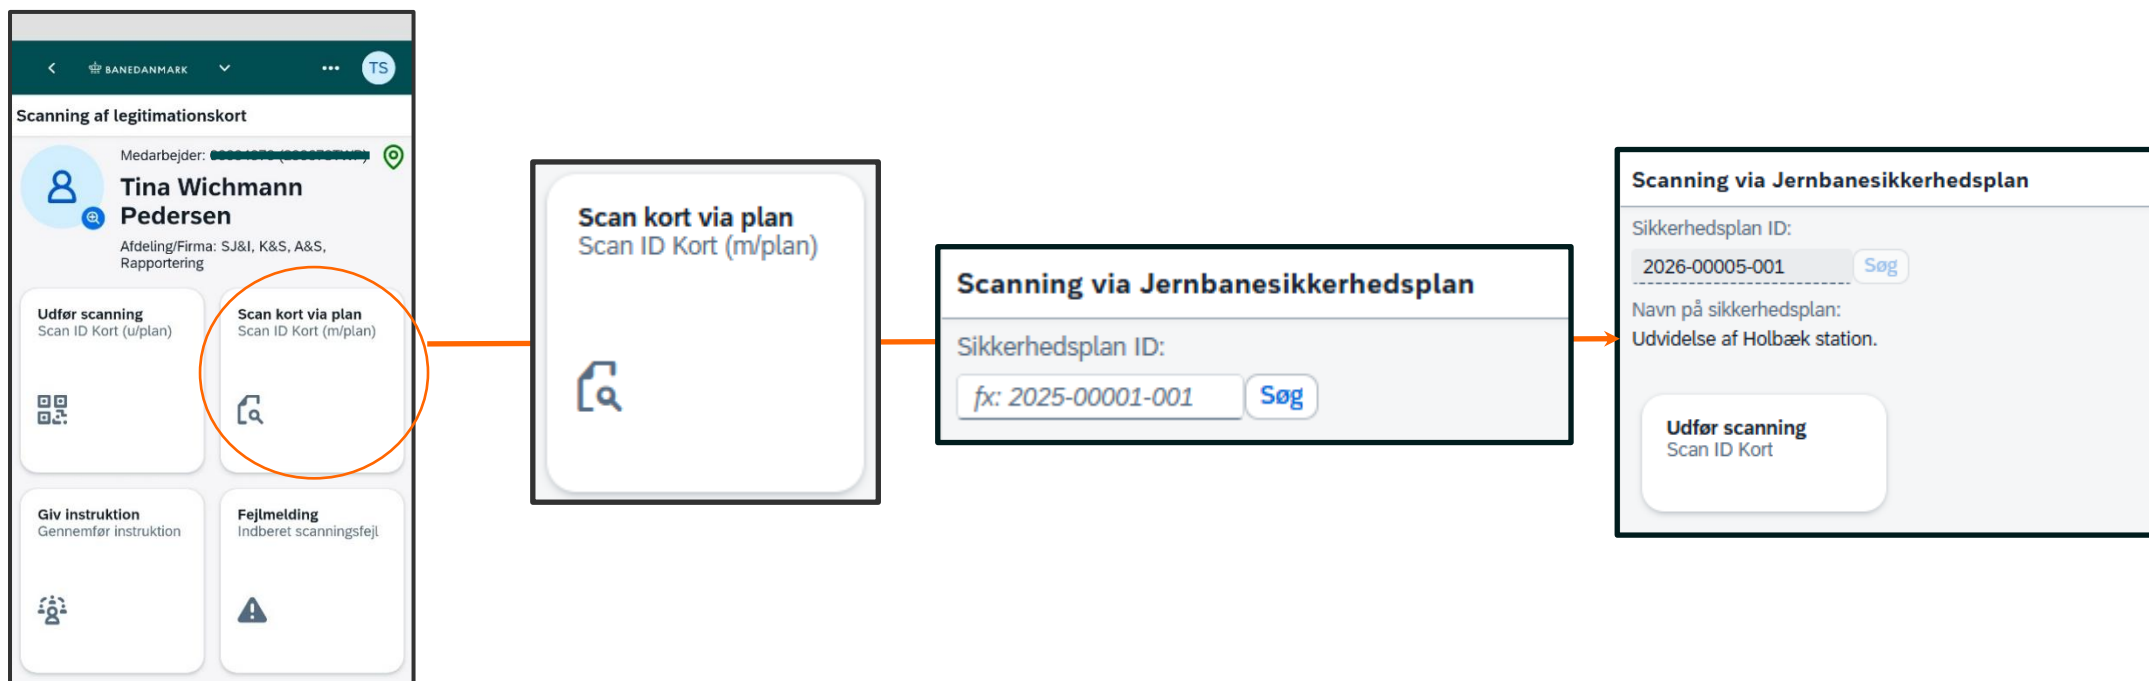 BANEDANMARK
TS
Scanning af legitimationskort
Medarbejder:
Tina Wichmann
Pedersen
Afdeling/Firma: SJ&I, K&S, A&S,
Rapportering
Udfør scanning
Scan ID Kort (u/plan)
Scan kort via plan
Scan ID Kort (m/plan)
Giv instruktion
Gennemfør instruktion
Fejlmelding
Indberet scanningsfejl
Scan kort via plan
Scan ID Kort (m/plan)
Scanning via Jernbanesikkerhedsplan
Sikkerhedsplan ID:
fx: 2025-00001-001 Søg
Scanning via Jernbanesikkerhedsplan
Sikkerhedsplan ID:
2026-00005-001 Søg
Navn på sikkerhedsplan:
Udvidelse af Holbæk station.
Udfør scanning
Scan ID Kort